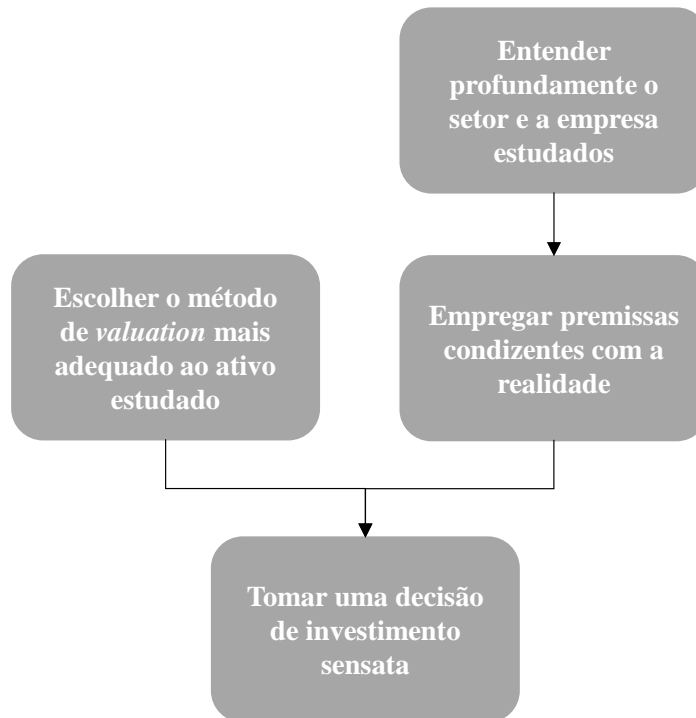 Entender
profundamente o
setor e a empresa
estudados
Escolher o método
de valuation mais
adequado ao ativo
estudado
Empregar premissas
condizentes com a
realidade
Tomar uma decisão
de investimento
sensata